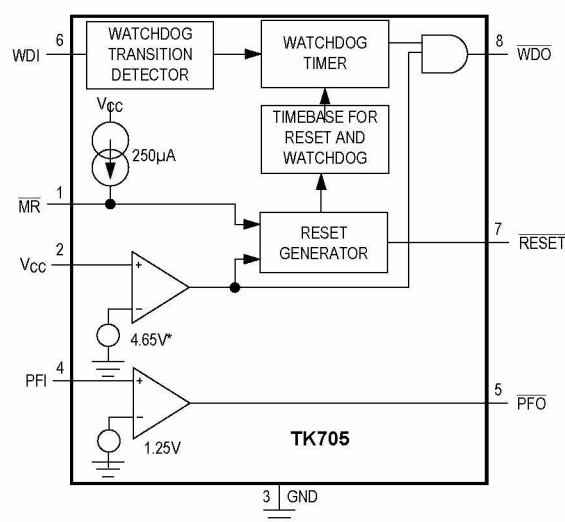 6
WDI
WATCHDOG
TRANSITION
DETECTOR
WATCHDOG
TIMER
8
WDO
VCC
250µA
TIMEBASE FOR
RESET AND
WATCHDOG
1
MR
RESET
GENERATOR
7
RESET
2
VCC
+
−
4.65V*
4
PFI
+
−
1.25V
5
PFO
TK705
3 GND